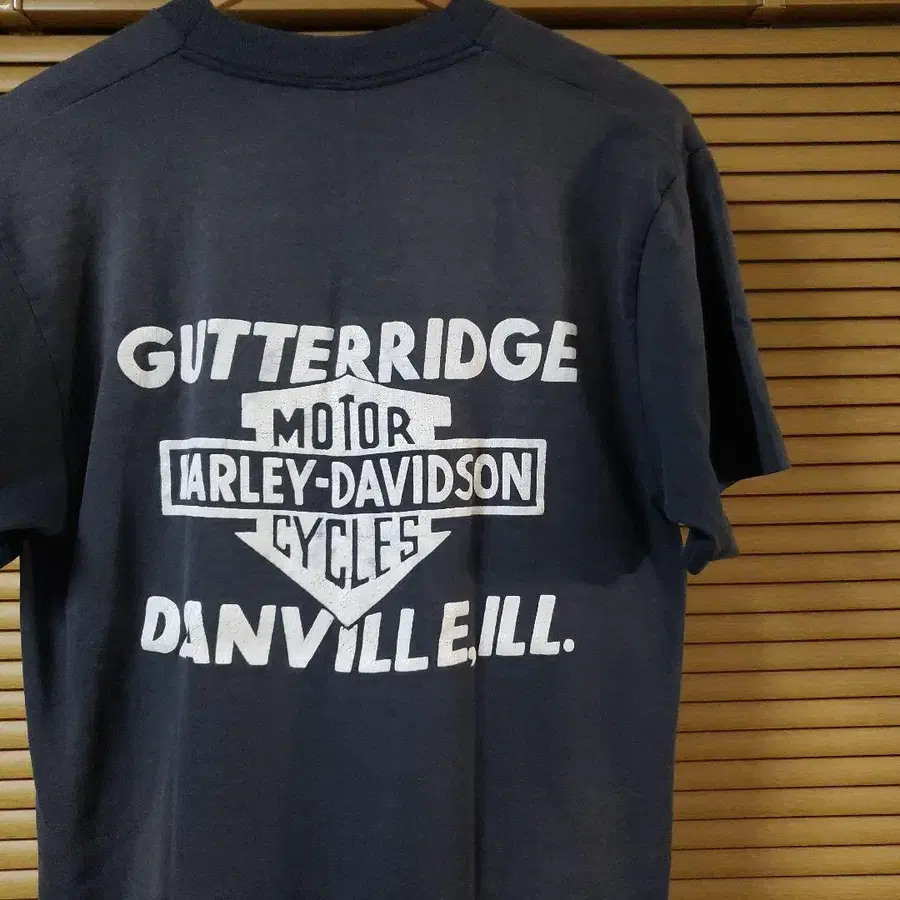 GUTTERRIDGE
MOTOR
HARLEY-DAVIDSON
CYCLES
DANVILLE, ILL.